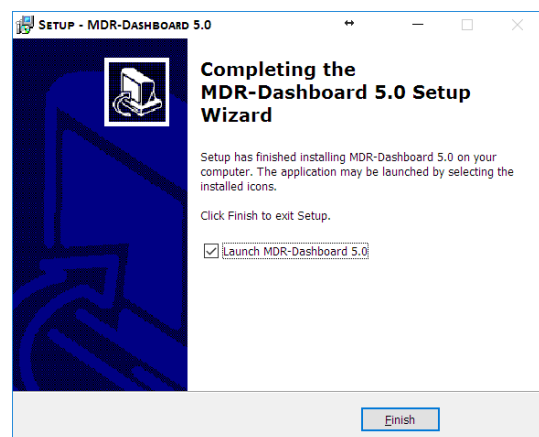 SETUP - MDR-DASHBOARD 5.0
Completing the
MDR-Dashboard 5.0 Setup
Wizard
Setup has finished installing MDR-Dashboard 5.0 on your
computer. The application may be launched by selecting the
installed icons.
Click Finish to exit Setup.
Launch MDR-Dashboard 5.0
Finish